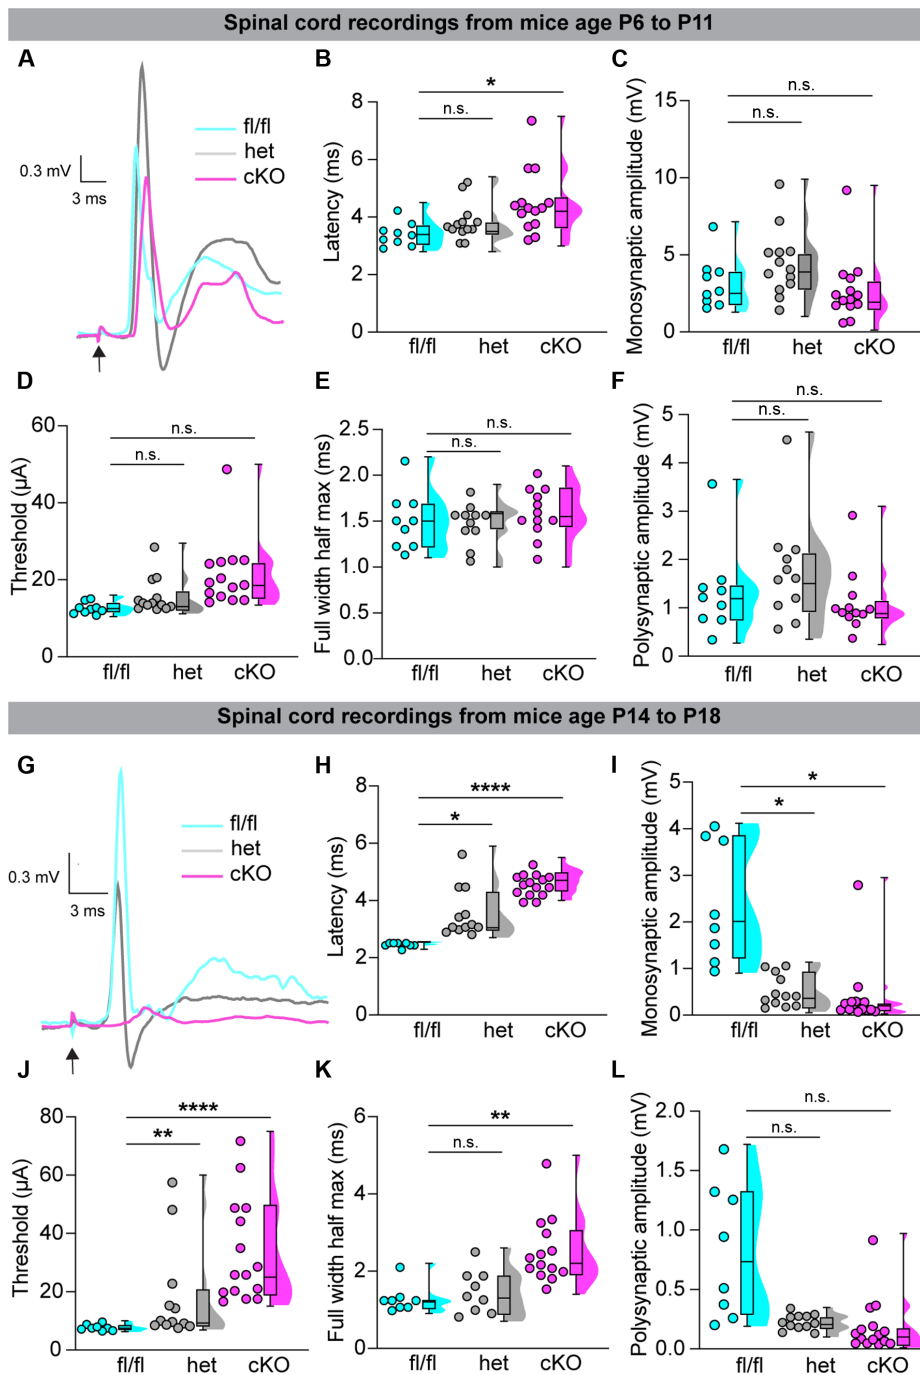 Spinal cord recordings from mice age P6 to P11
A
fl/fl
het
cKO
0.3 mV
3 ms
B
Latency (ms)
8
6
4
2
0
*
n.s.
fl/fl het cKO
C
Monosynaptic amplitude (mV)
15
10
5
0
n.s.
n.s.
fl/fl het cKO
D
Threshold (µA)
60
40
20
0
n.s.
n.s.
fl/fl het cKO
E
Full width half max (ms)
2.5
2.0
1.5
1.0
0.5
0.0
n.s.
n.s.
fl/fl het cKO
F
Polysynaptic amplitude (mV)
5
4
3
2
1
0
n.s.
n.s.
fl/fl het cKO
Spinal cord recordings from mice age P14 to P18
G
fl/fl
het
cKO
0.3 mV
3 ms
H
Latency (ms)
8
6
4
2
0
****
*
fl/fl het cKO
I
Monosynaptic amplitude (mV)
5
4
3
2
1
0
*
*
fl/fl het cKO
J
Threshold (µA)
80
60
40
20
0
****
**
fl/fl het cKO
K
Full width half max (ms)
6
4
2
0
**
n.s.
fl/fl het cKO
L
Polysynaptic amplitude (mV)
2.0
1.5
1.0
0.5
0.0
n.s.
n.s.
fl/fl het cKO